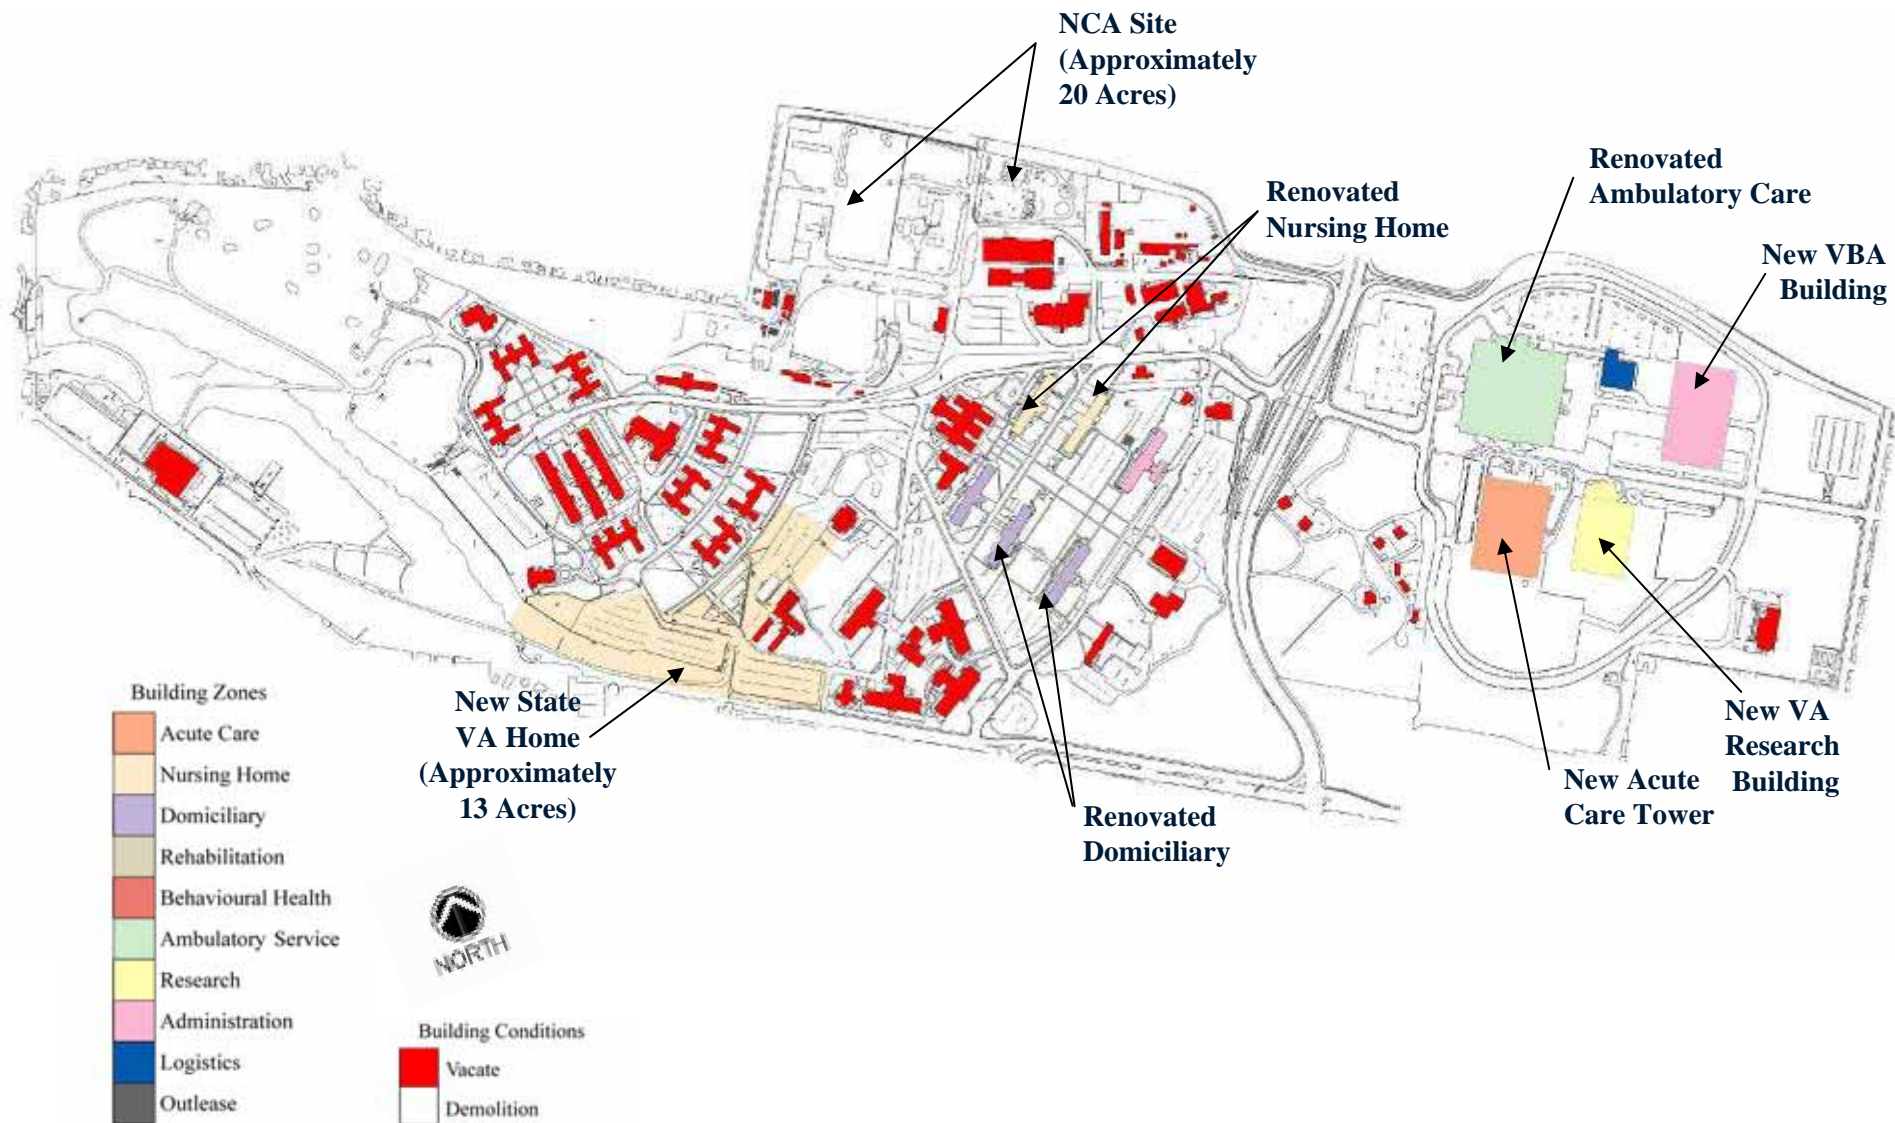 NCA Site
(Approximately
20 Acres)
Renovated
Ambulatory Care
Renovated
Nursing Home
New VBA
Building
New State
VA Home
(Approximately
13 Acres)
Renovated
Domiciliary
New Acute
Care Tower
New VA
Research
Building
Building Zones
Acute Care
Nursing Home
Domiciliary
Rehabilitation
Behavioural Health
Ambulatory Service
Research
Administration
Logistics
Outlease
NORTH
Building Conditions
Vacate
Demolition